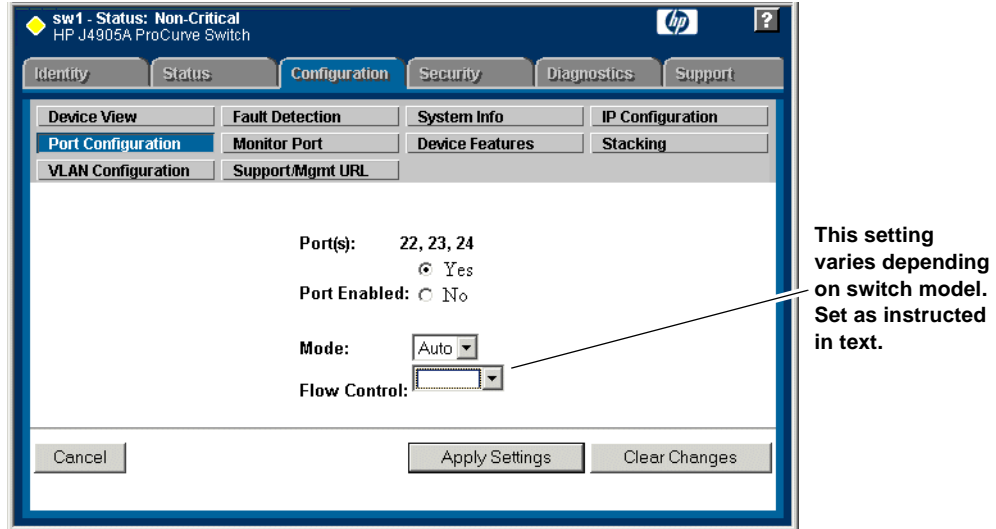 sw1 - Status: Non-Critical
HP J4905A ProCurve Switch
hp
?
Identity Status Configuration Security Diagnostics Support
Device View Fault Detection System Info IP Configuration
Port Configuration Monitor Port Device Features Stacking
VLAN Configuration Support/Mgmt URL
Port(s): 22, 23, 24
Yes
Port Enabled: No
Mode: Auto
Flow Control:
Cancel Apply Settings Clear Changes
This setting
varies depending
on switch model.
Set as instructed
in text.